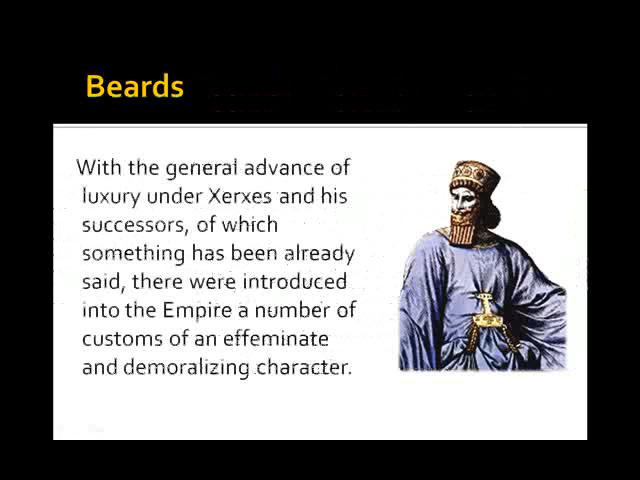 Beards
With the general advance of
luxury under Xerxes and his
successors, of which
something has been already
said, there were introduced
into the Empire a number of
customs of an effeminate
and demoralizing character.